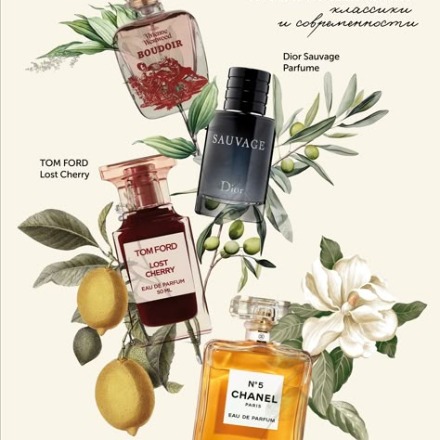 классики
и современности
Vivienne
Westwood
BOUDOIR
Dior Sauvage
Parfume
SAUVAGE
Dior
TOM FORD
Lost Cherry
TOM FORD
LOST
CHERRY
EAU DE PARFUM
50 ML
N°5
CHANEL
PARIS
EAU DE PARFUM